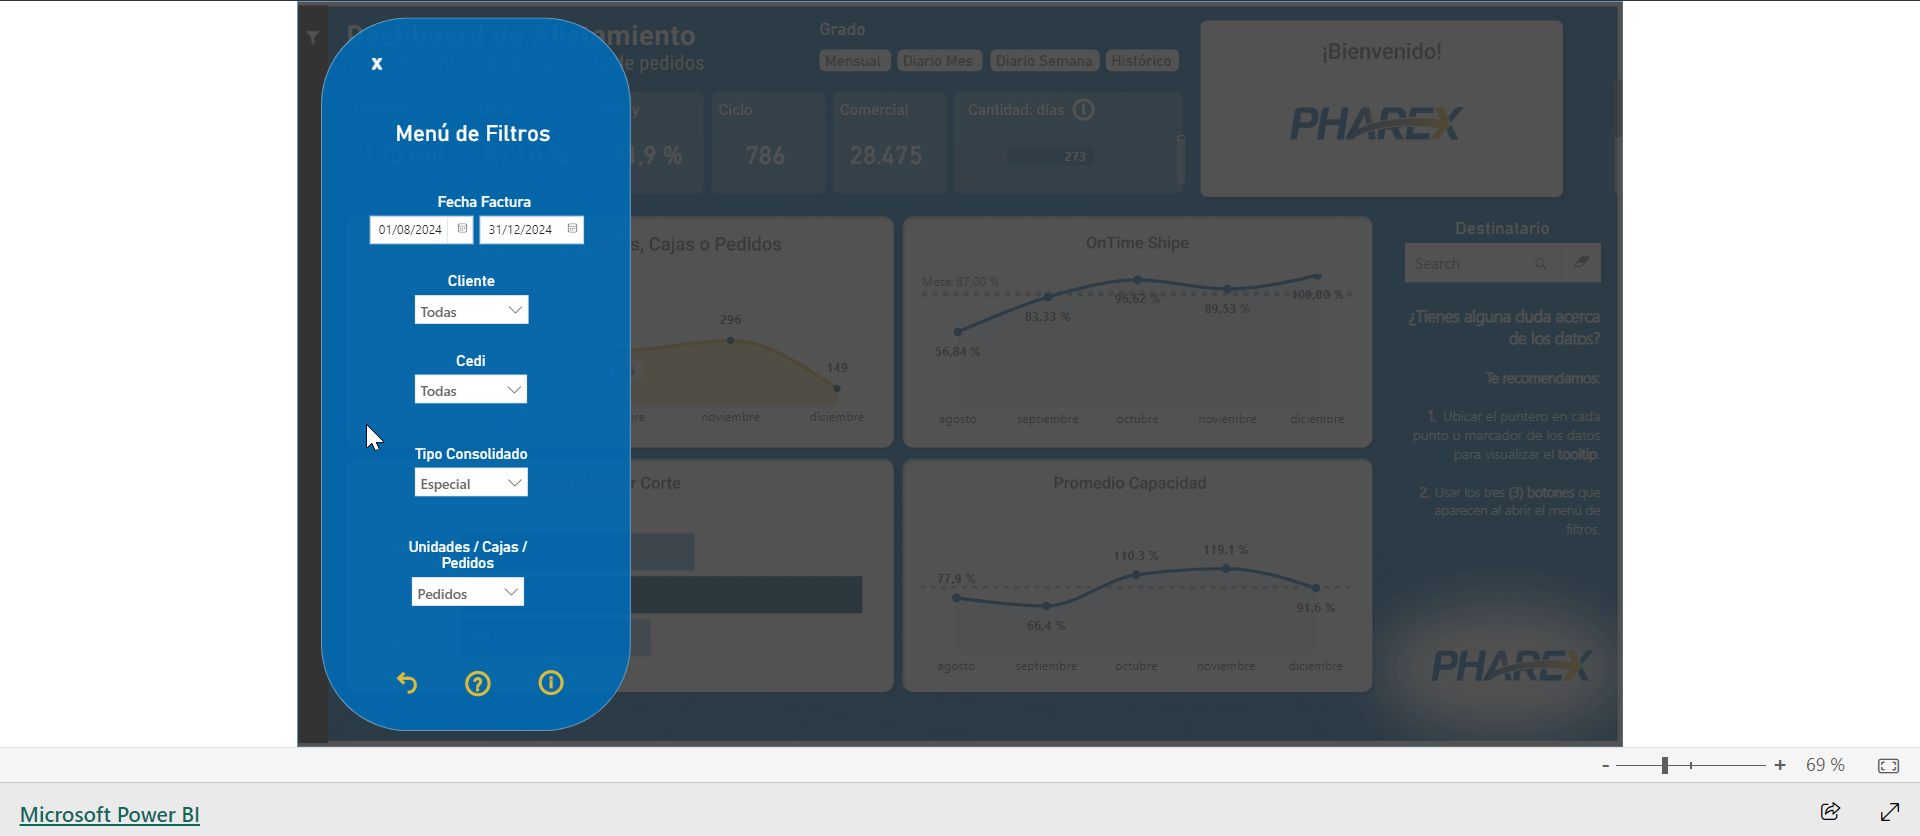 Dashboard de Alistamiento
de pedidos
Grado
Mensual
Diario Mes
Diario Semana
Histórico
¡Bienvenido!
PHAREX
x
Menú de Filtros
Fecha Factura
01/08/2024
31/12/2024
Cliente
Todas
Cedi
Todas
Tipo Consolidado
Especial
Unidades / Cajas /
Pedidos
Pedidos
Ciclo
786
Comercial
28.475
Cantidad: días
273
91,9 %
, Cajas o Pedidos
296
149
noviembre
diciembre
OnTime Shipe
Meta: 87,00 %
56,84 %
83,33 %
96,62 %
89,53 %
100,00 %
agosto
septiembre
octubre
noviembre
diciembre
Corte
Promedio Capacidad
77,9 %
66,4 %
110,3 %
119,1 %
91,6 %
agosto
septiembre
octubre
noviembre
diciembre
Destinatario
Search
¿Tienes alguna duda acerca
de los datos?
Te recomendamos:
1. Ubicar el puntero en cada
punto u marcador de los datos
para visualizar el tooltip.
2. Usar los tres (3) botones que
aparecen al abrir el menú de
filtros.
PHAREX
- + 69 %
Microsoft Power BI